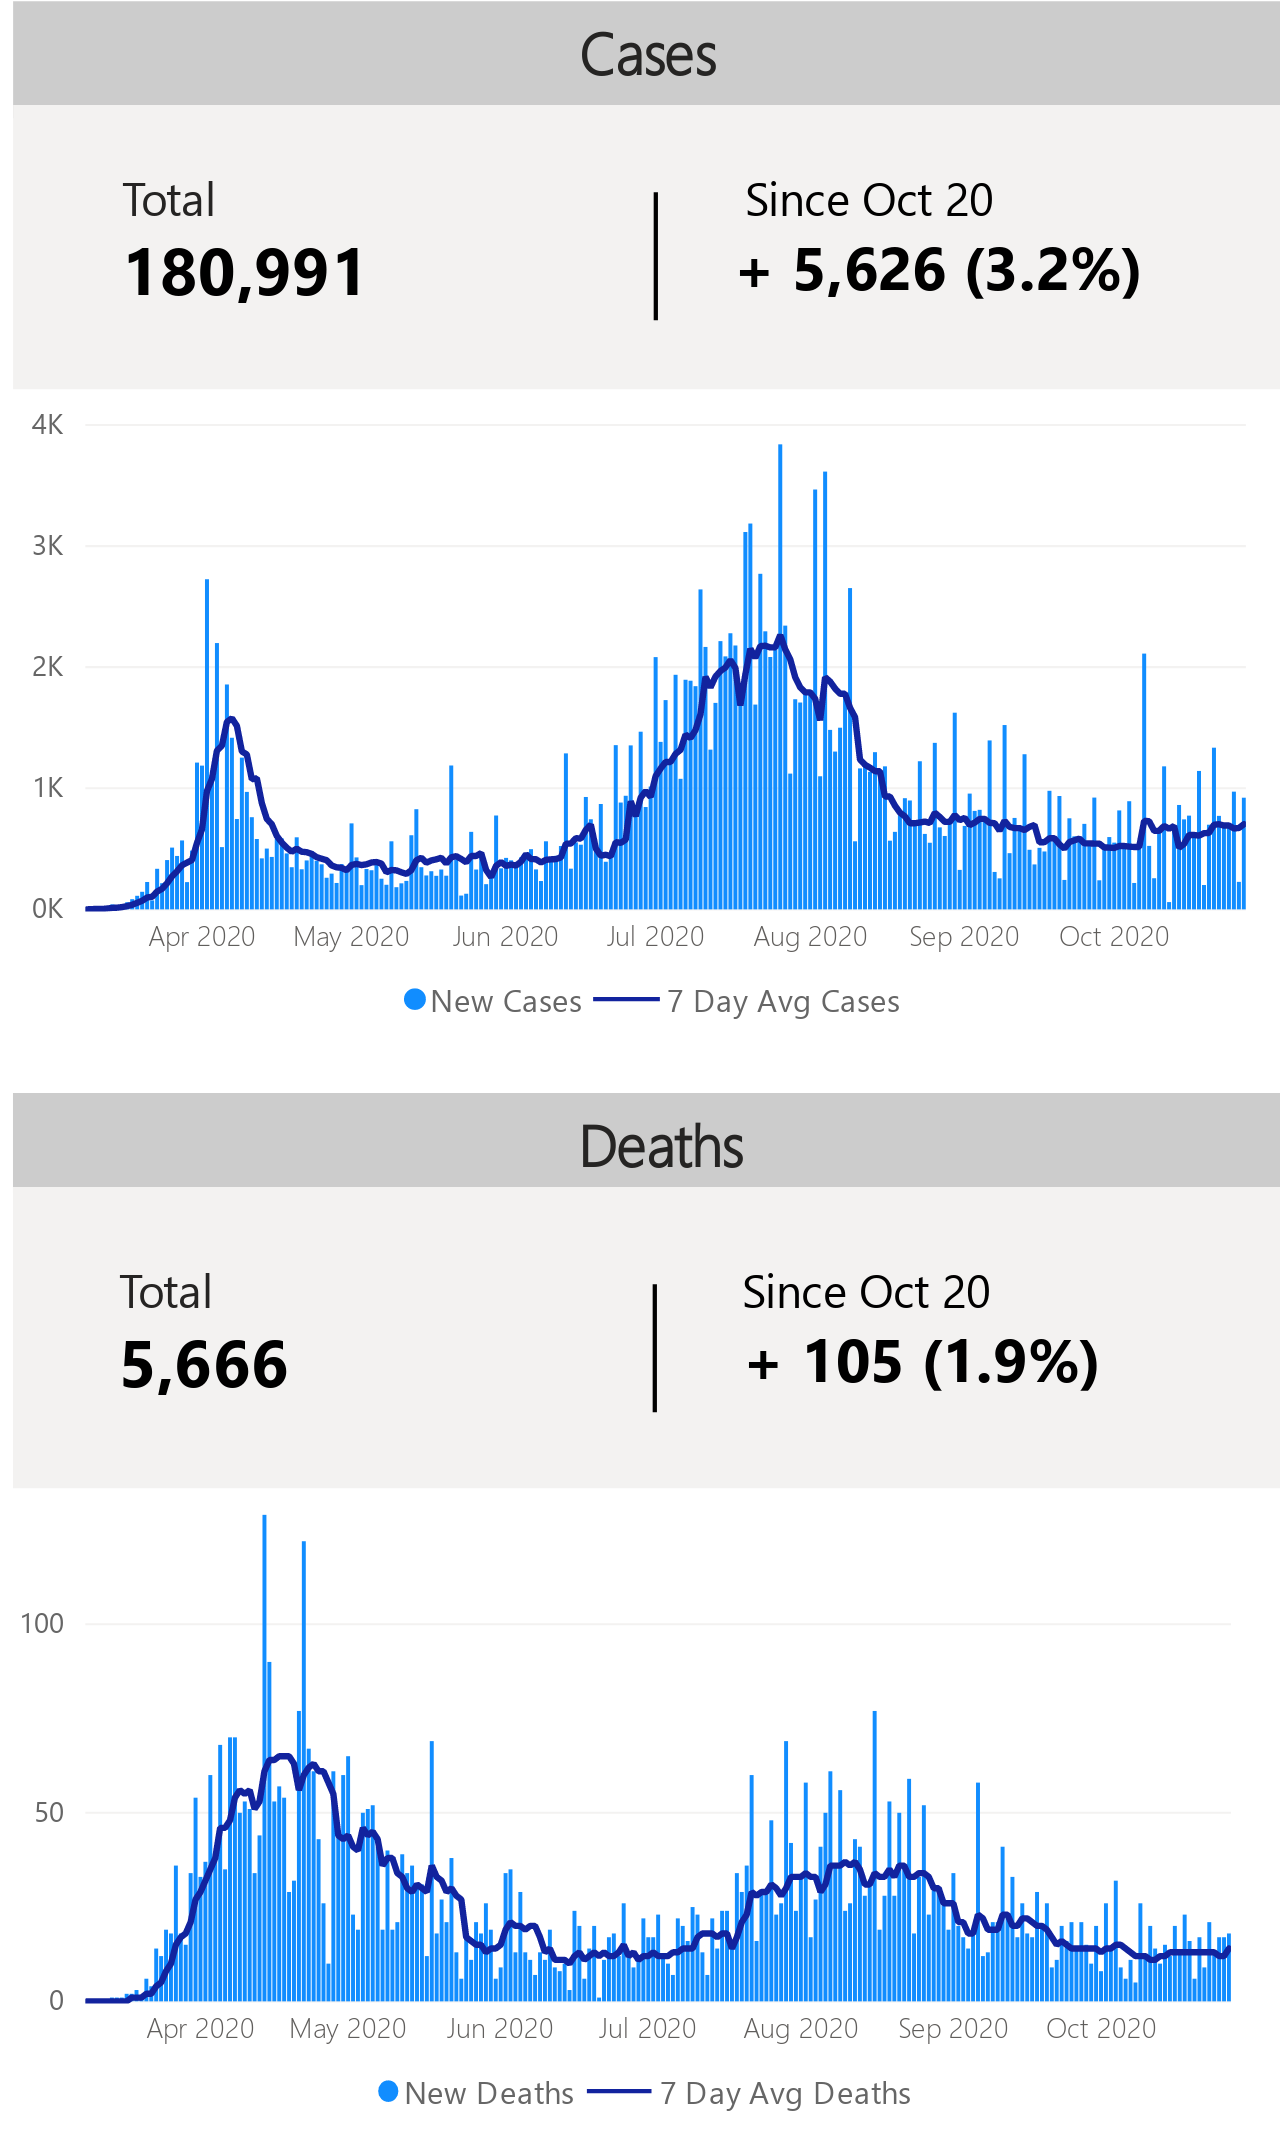 Cases
Total
Since Oct 20
180,991
+ 5,626 (3.2%)
4K
3K
2K
1K
0K
Apr 2020 May 2020 Jun 2020 Jul 2020 Aug 2020 Sep 2020 Oct 2020
New Cases 7 Day Avg Cases
Deaths
Total
Since Oct 20
5,666
+ 105 (1.9%)
100
50
0
Apr 2020 May 2020 Jun 2020 Jul 2020 Aug 2020 Sep 2020 Oct 2020
New Deaths 7 Day Avg Deaths